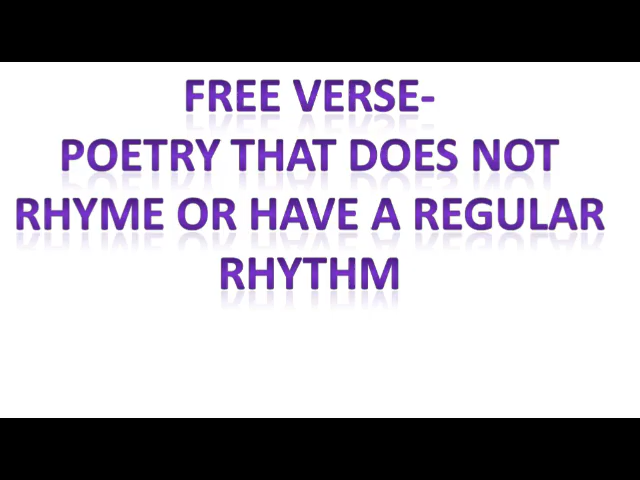 FREE VERSE-
POETRY THAT DOES NOT
RHYME OR HAVE A REGULAR
RHYTHM